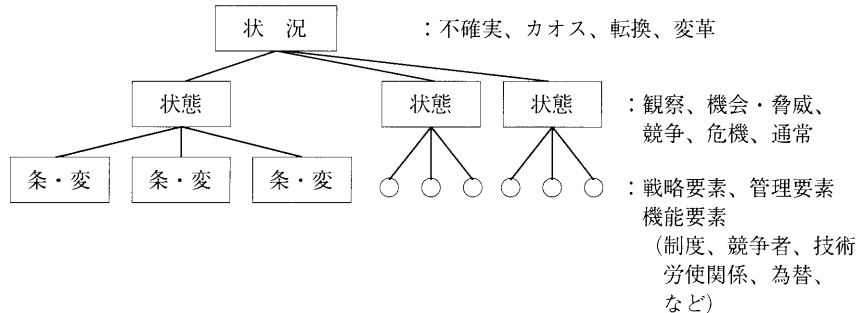 状　況
：不確実、カオス、転換、変革
状態
状態
状態
：観察、機会・脅威、
競争、危機、通常
条・変
条・変
条・変
：戦略要素、管理要素
機能要素
（制度、競争者、技術
労使関係、為替、
など）